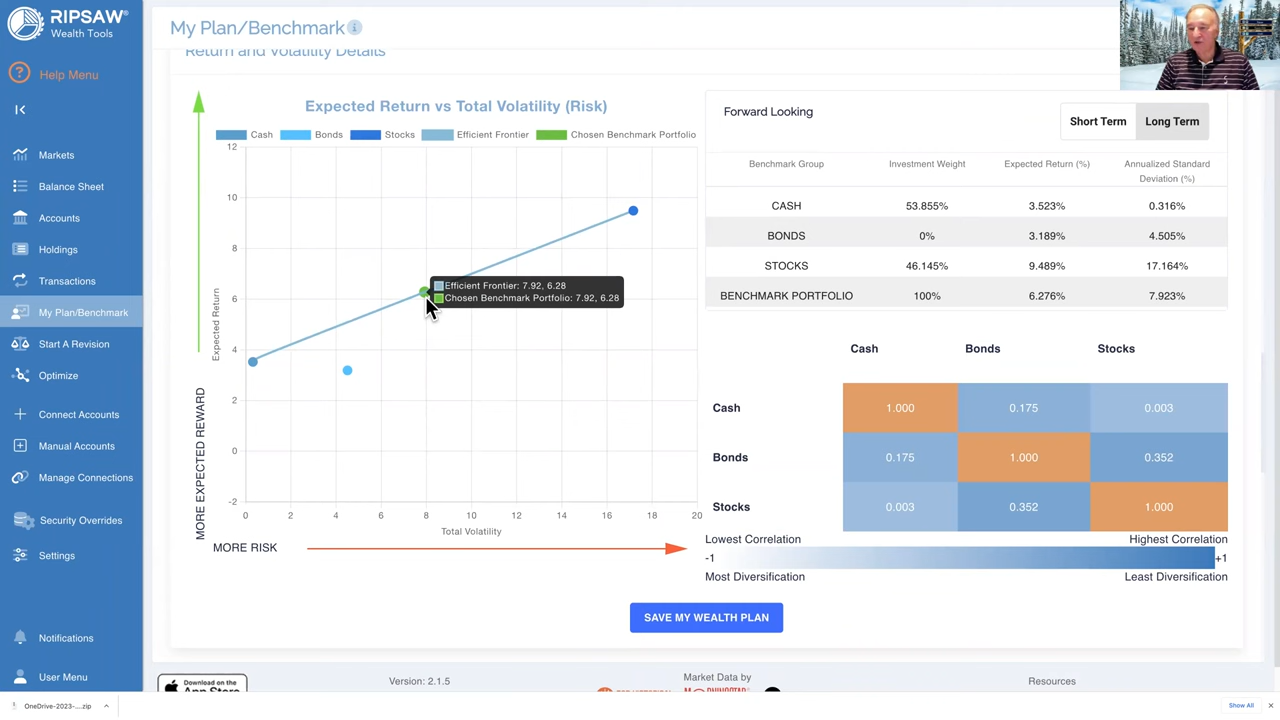 RIPSAW®
Wealth Tools
Help Menu
Markets
Balance Sheet
Accounts
Holdings
Transactions
My Plan/Benchmark
Start A Revision
Optimize
Connect Accounts
Manual Accounts
Manage Connections
Security Overrides
Settings
Notifications
User Menu
My Plan/Benchmark
Return and Volatility Details
Expected Return vs Total Volatility (Risk)
Cash Bonds Stocks Efficient Frontier Chosen Benchmark Portfolio
12
10
8
6
4
2
0
-2
0 2 4 6 8 10 12 14 16 18 20
Expected Return
Total Volatility
Efficient Frontier: 7.92, 6.28
Chosen Benchmark Portfolio: 7.92, 6.28
MORE EXPECTED REWARD
MORE RISK
Forward Looking
Short Term Long Term
Benchmark Group Investment Weight Expected Return (%) Annualized Standard Deviation (%)
CASH 53.855% 3.523% 0.316%
BONDS 0% 3.189% 4.505%
STOCKS 46.145% 9.489% 17.164%
BENCHMARK PORTFOLIO 100% 6.276% 7.923%
Cash Bonds Stocks
Cash 1.000 0.175 0.003
Bonds 0.175 1.000 0.352
Stocks 0.003 0.352 1.000
Lowest Correlation Highest Correlation
-1 +1
Most Diversification Least Diversification
SAVE MY WEALTH PLAN
Download on the
Version: 2.1.5
Market Data by
Resources
OneDrive-2023-....zip
Show All